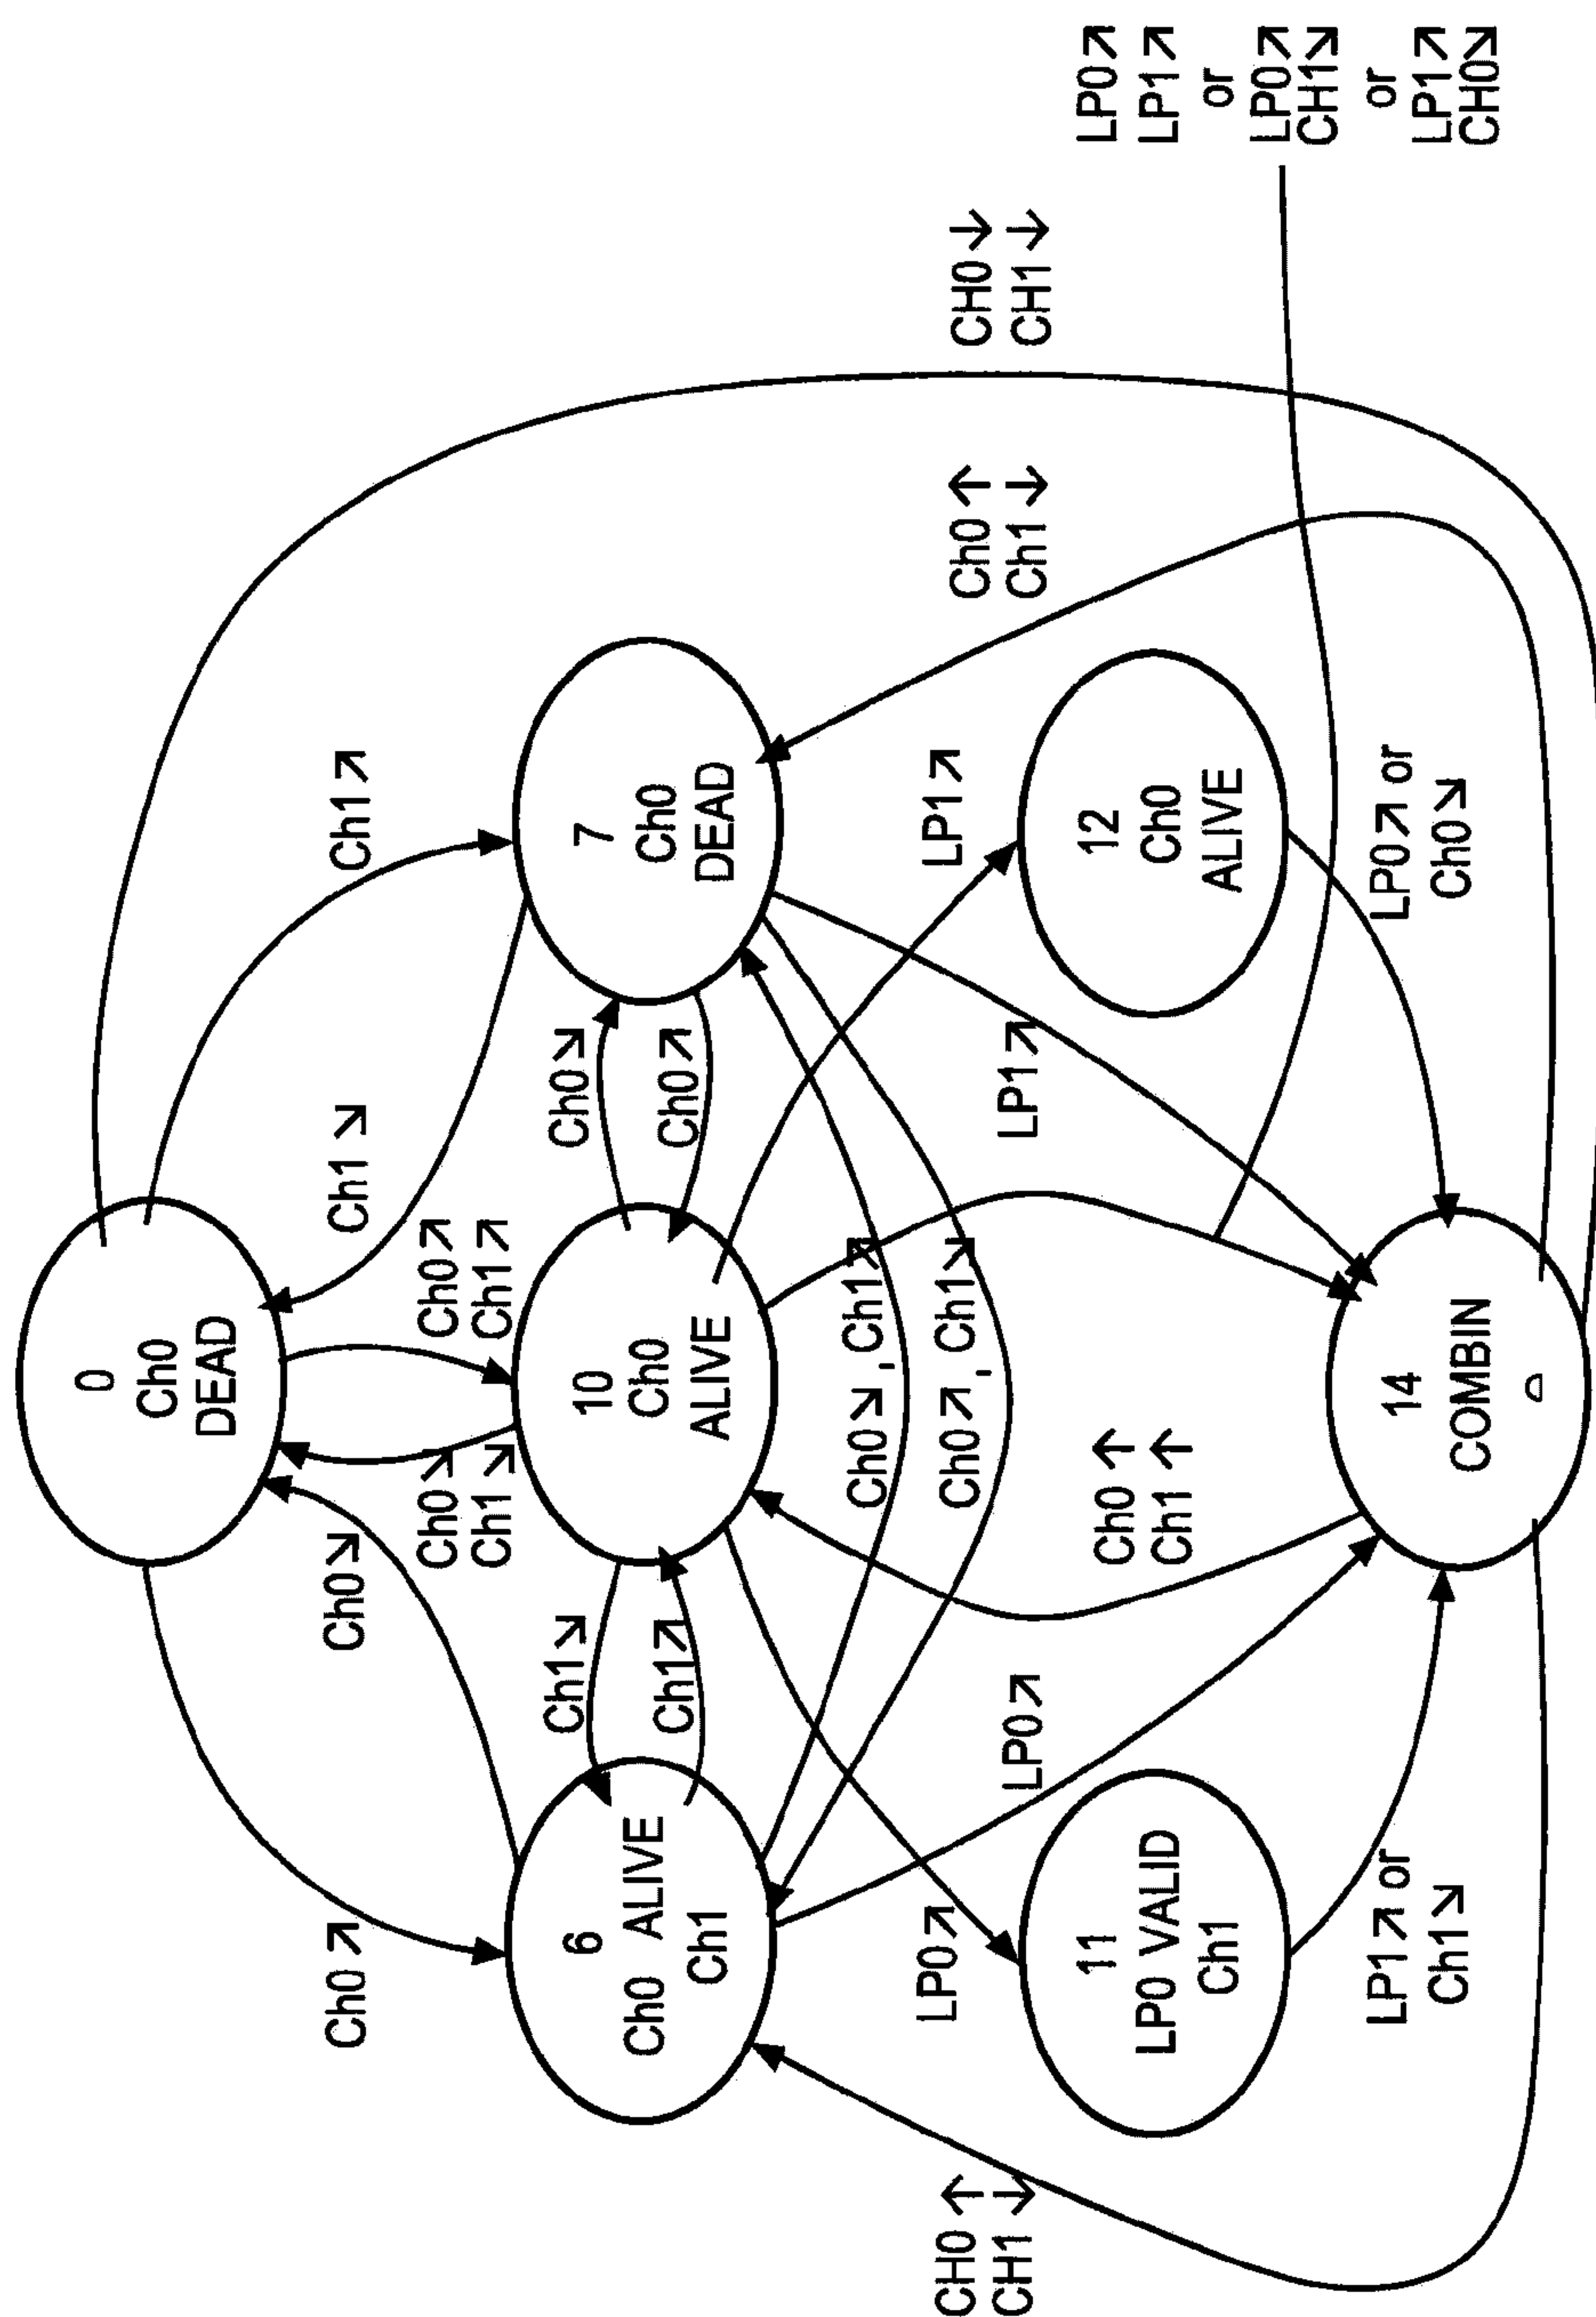 0
Ch0
DEAD
Ch0 ↗
Ch0↘
Ch1 ↘
Ch1↗
Ch0↘
Ch1 ↘
Ch0↗
Ch1↗
6
Ch0 ALIVE
Ch1
Ch1↘
Ch1↗
10
Ch0
ALIVE
Ch0↘
Ch0↗
7
Ch0
DEAD
Ch0↘, Ch1↗
Ch0↗, Ch1↘
CH0↑
CH1↓
LP0↗
LP0↗
LP1↗
LP1↗
Ch0↑
Ch1↓
CH0↓
CH1↓
Ch0↑
Ch1↑
11
LP0 VALID
Ch1
12
Ch0
ALIVE
LP0↗
LP1↗
or
LP0↗
CH1↘
or
LP1↗
CH0↘
LP1↗ or
Ch1↘
14
COMBIN
LP0↗ or
Ch0↘